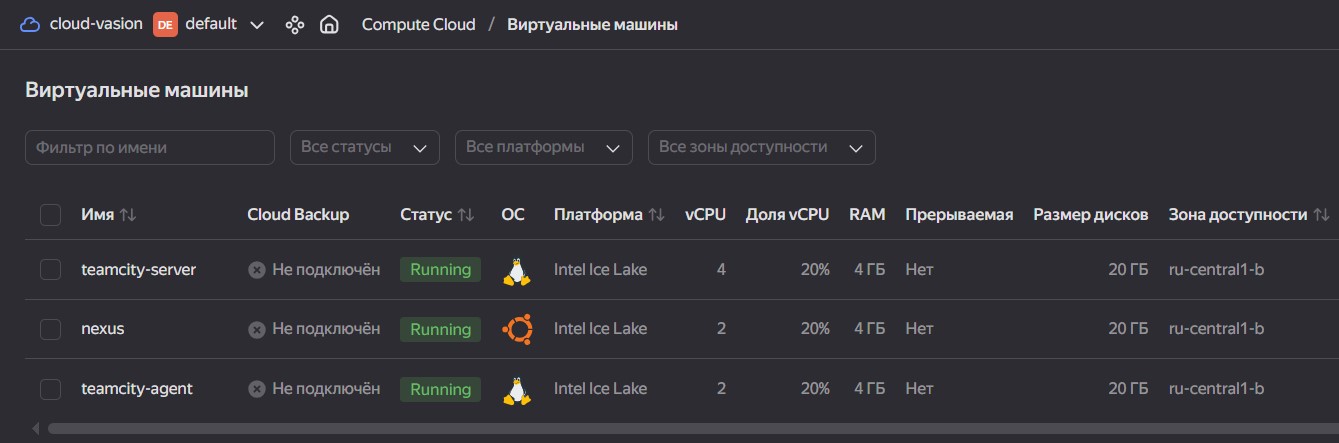 cloud-vasion DE default Compute Cloud / Виртуальные машины
Виртуальные машины
Фильтр по имени Все статусы Все платформы Все зоны доступности
Имя Cloud Backup Статус ОС Платформа vCPU Доля vCPU RAM Прерываемая Размер дисков Зона доступности
teamcity-server Не подключён Running Intel Ice Lake 4 20% 4 ГБ Нет 20 ГБ ru-central1-b
nexus Не подключён Running Intel Ice Lake 2 20% 4 ГБ Нет 20 ГБ ru-central1-b
teamcity-agent Не подключён Running Intel Ice Lake 2 20% 4 ГБ Нет 20 ГБ ru-central1-b